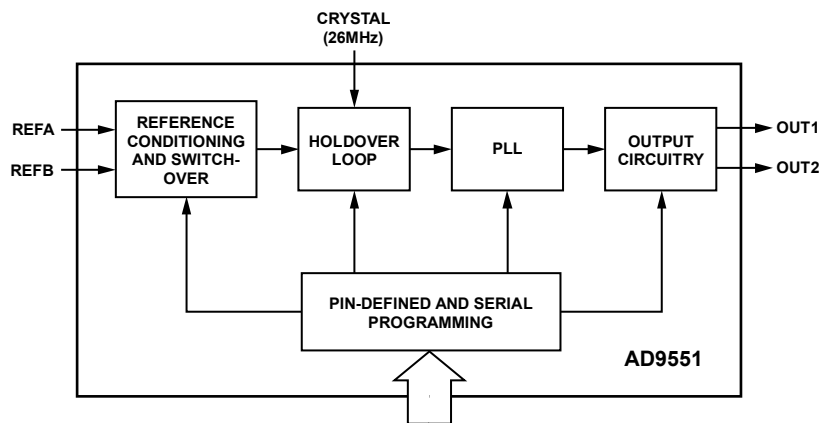 CRYSTAL
(26MHz)
REFA
REFB
REFERENCE
CONDITIONING
AND SWITCH-
OVER
HOLDOVER
LOOP
PLL
OUTPUT
CIRCUITRY
OUT1
OUT2
PIN-DEFINED AND SERIAL
PROGRAMMING
AD9551